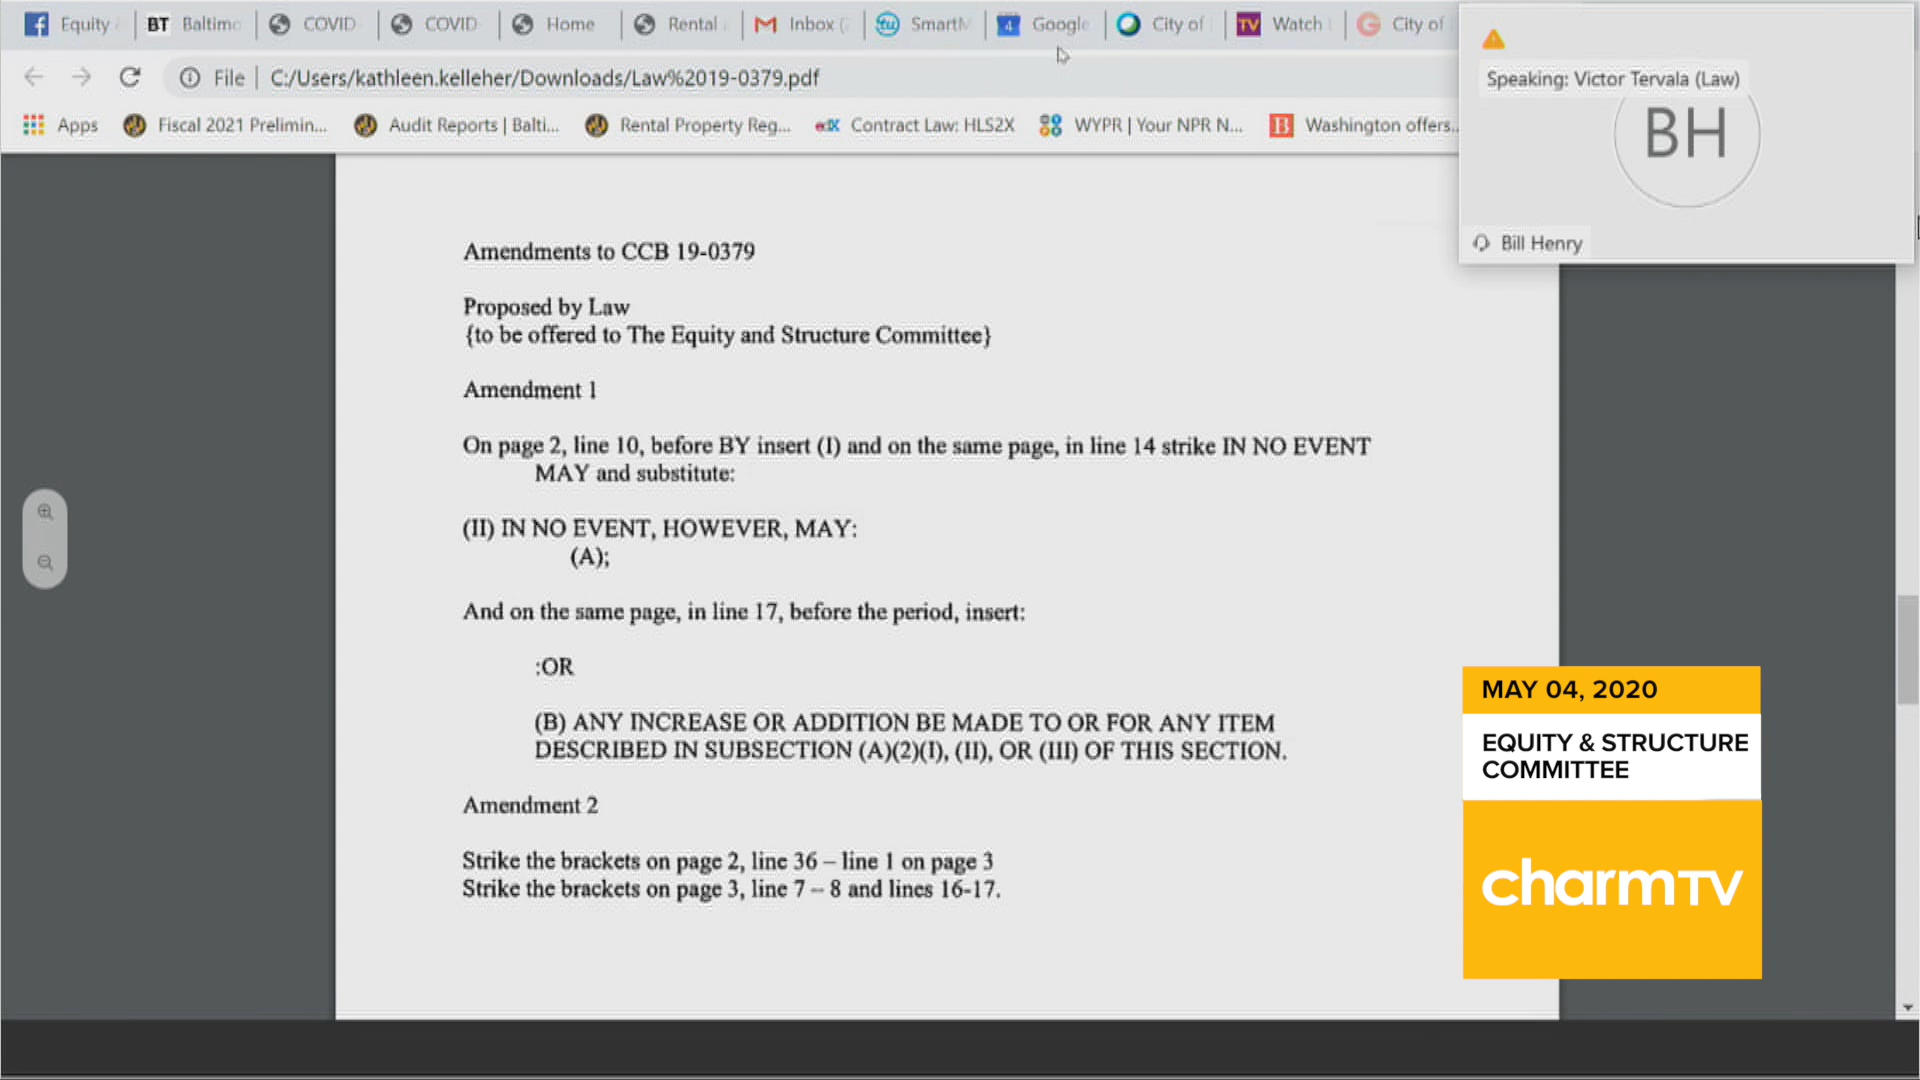 Equity
BT Baltimo
COVID
COVID
Home
Rental
Inbox (
SmartM
4 Google
City of
TV Watch
City of
File C:/Users/kathleen.kelleher/Downloads/Law%2019-0379.pdf
Apps
Fiscal 2021 Prelimin...
Audit Reports | Balti...
Rental Property Reg...
edX Contract Law: HLS2X
WYPR | Your NPR N...
B Washington offers...
Speaking: Victor Tervala (Law)
BH
Bill Henry
Amendments to CCB 19-0379
Proposed by Law
{to be offered to The Equity and Structure Committee}
Amendment 1
On page 2, line 10, before BY insert (I) and on the same page, in line 14 strike IN NO EVENT
MAY and substitute:
(II) IN NO EVENT, HOWEVER, MAY:
(A);
And on the same page, in line 17, before the period, insert:
:OR
(B) ANY INCREASE OR ADDITION BE MADE TO OR FOR ANY ITEM
DESCRIBED IN SUBSECTION (A)(2)(I), (II), OR (III) OF THIS SECTION.
Amendment 2
Strike the brackets on page 2, line 36 – line 1 on page 3
Strike the brackets on page 3, line 7 – 8 and lines 16-17.
MAY 04, 2020
EQUITY & STRUCTURE
COMMITTEE
charmTV